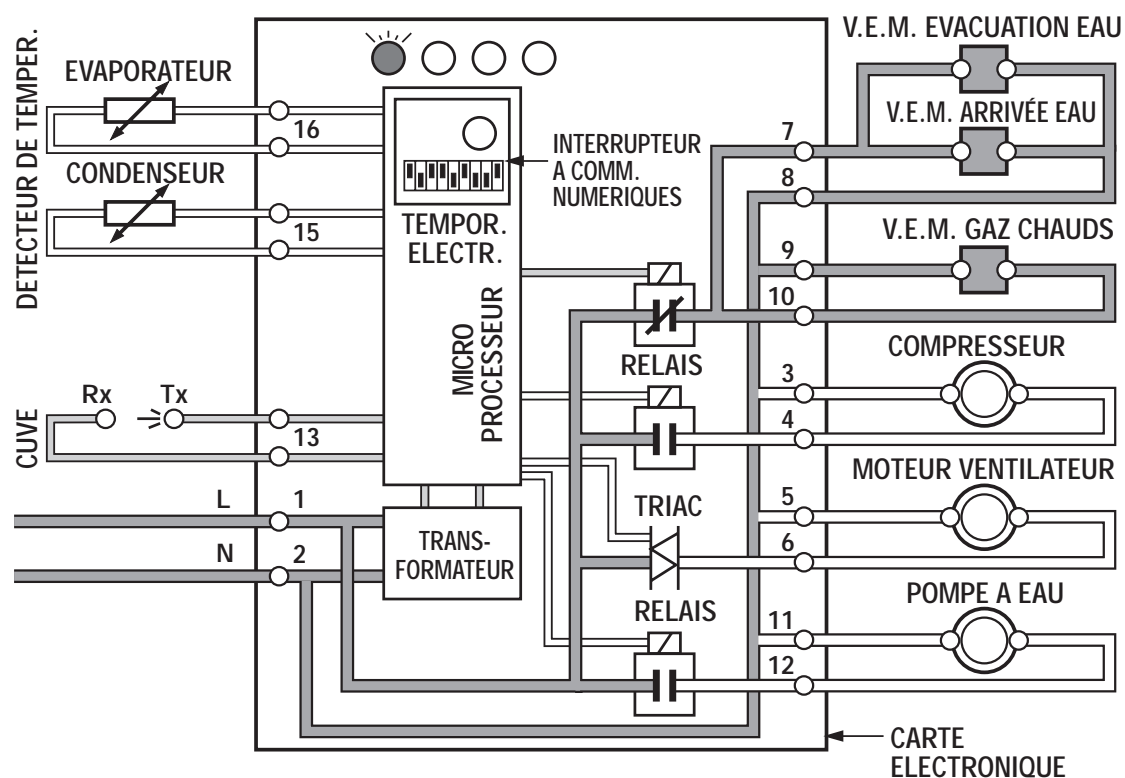 V.E.M. EVACUATION EAU
DETECTEUR DE TEMPER.
EVAPORATEUR
16
CONDENSEUR
15
INTERRUPTEUR
A COMM.
NUMERIQUES
TEMPOR.
ELECTR.
MICRO
PROCESSEUR
7
V.E.M. ARRIVÉE EAU
8
V.E.M. GAZ CHAUDS
9
10
RELAIS
COMPRESSEUR
3
4
CUVE
Rx
Tx
13
MOTEUR VENTILATEUR
5
6
TRIAC
L
1
N
2
TRANS-
FORMATEUR
RELAIS
POMPE A EAU
11
12
CARTE
ELECTRONIQUE